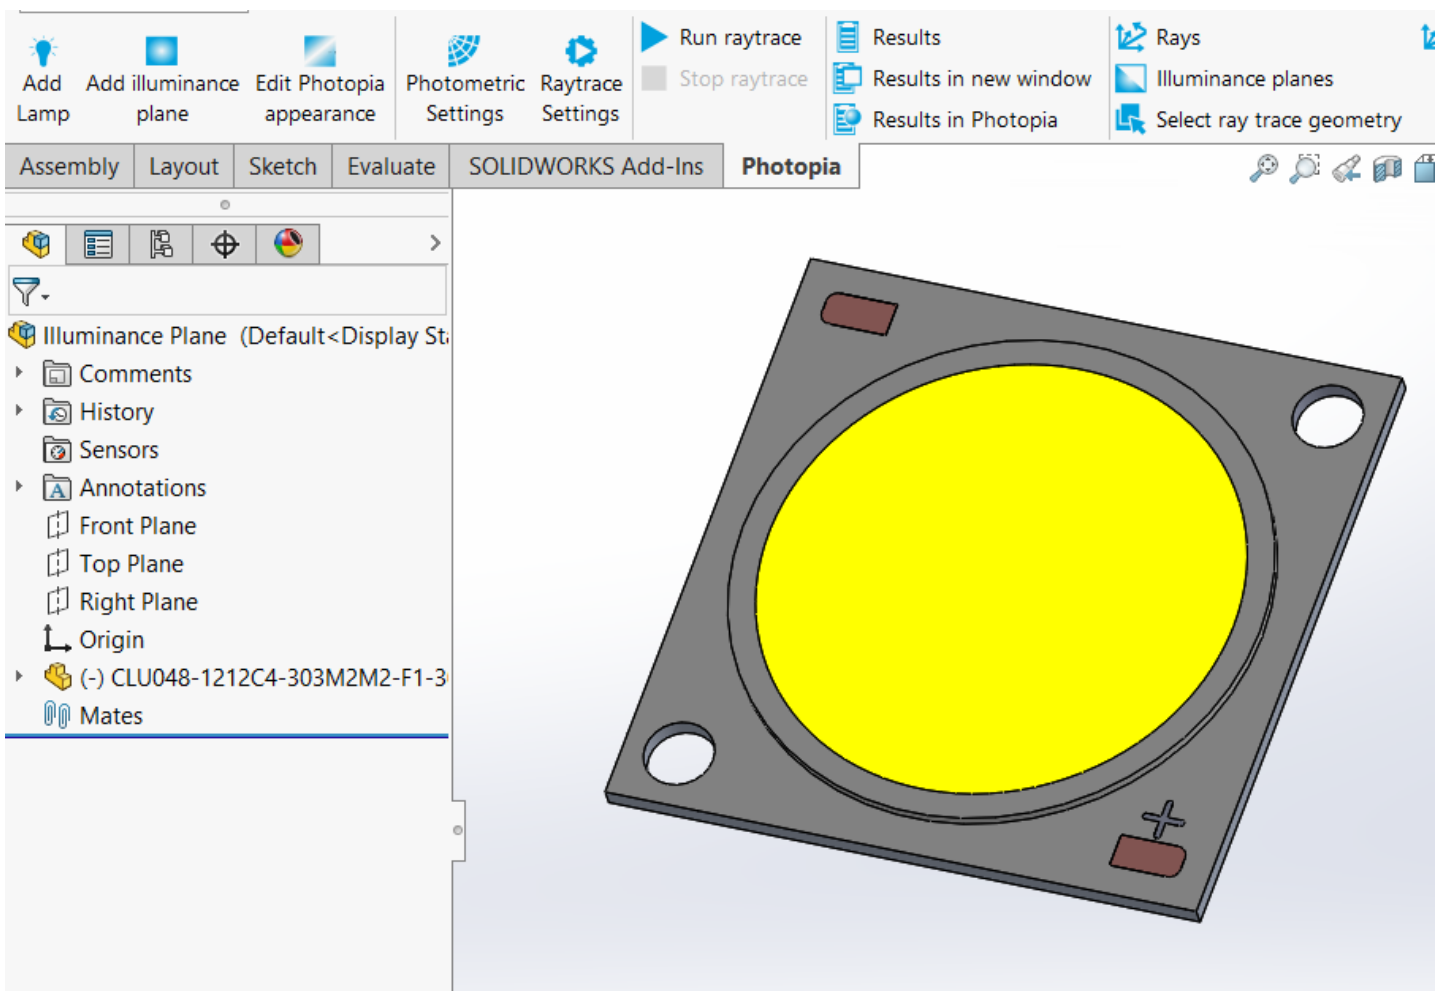 Add Lamp
Add illuminance plane
Edit Photopia appearance
Photometric Settings
Raytrace Settings
Run raytrace
Stop raytrace
Results
Results in new window
Results in Photopia
Rays
Illuminance planes
Select ray trace geometry
Assembly
Layout
Sketch
Evaluate
SOLIDWORKS Add-Ins
Photopia
Illuminance Plane (Default<Display St
Comments
History
Sensors
A Annotations
Front Plane
Top Plane
Right Plane
Origin
(-) CLU048-1212C4-303M2M2-F1-3
Mates
+